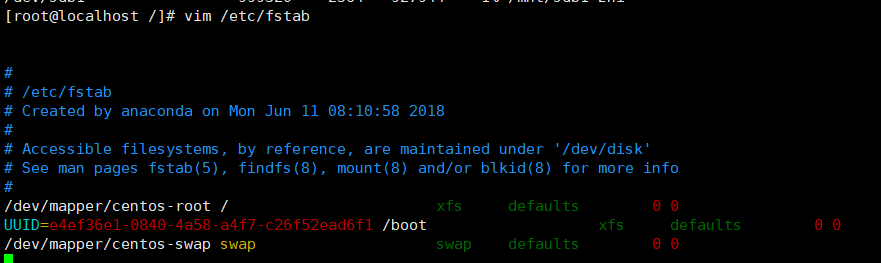 [root@localhost /]# vim /etc/fstab
#
# /etc/fstab
# Created by anaconda on Mon Jun 11 08:10:58 2018
#
# Accessible filesystems, by reference, are maintained under '/dev/disk'
# See man pages fstab(5), findfs(8), mount(8) and/or blkid(8) for more info
#
/dev/mapper/centos-root / xfs defaults 0 0
UUID=e4ef36e1-0840-4a58-a4f7-c26f52ead6f1 /boot xfs defaults 0 0
/dev/mapper/centos-swap swap swap defaults 0 0